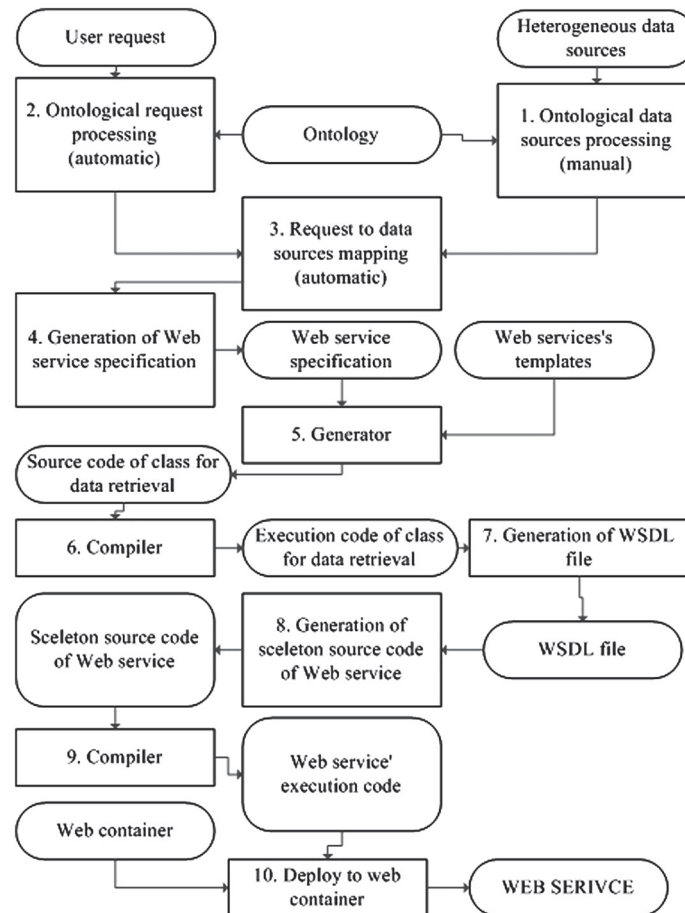 User request
Heterogeneous data
sources
2. Ontological request
processing
(automatic)
Ontology
1. Ontological data
sources processing
(manual)
3. Request to data
sources mapping
(automatic)
4. Generation of Web
service specification
Web service
specification
Web services's
templates
5. Generator
Source code of class for
data retrieval
6. Compiler
Execution code of class
for data retrieval
7. Generation of WSDL
file
Sceleton source code
of Web service
8. Generation of
sceleton source code
of Web service
WSDL file
9. Compiler
Web service'
execution code
Web container
10. Deploy to web
container
WEB SERIVCE